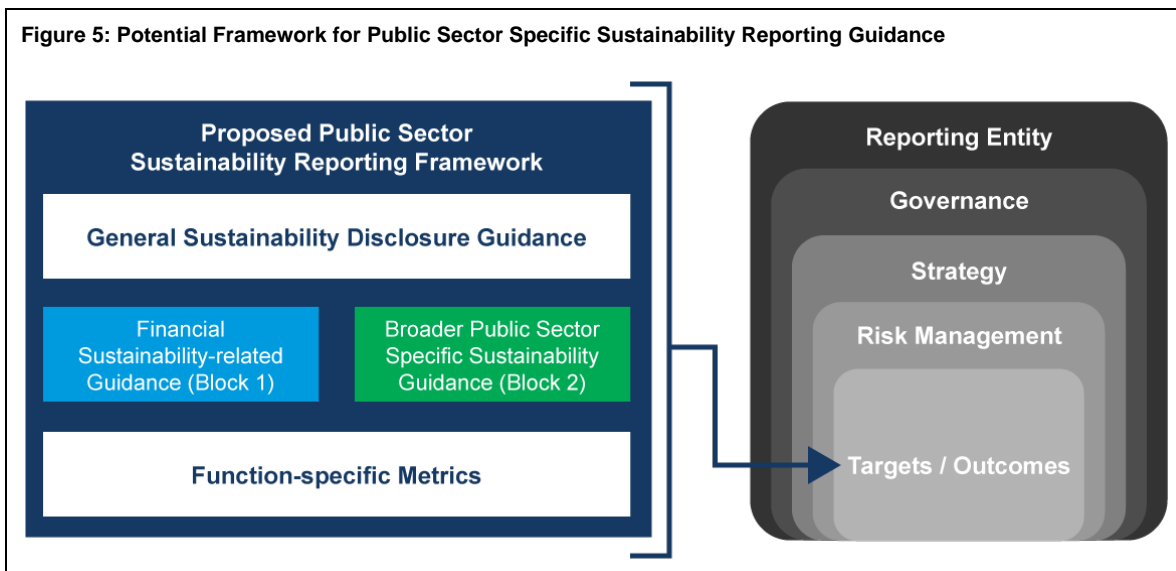 Figure 5: Potential Framework for Public Sector Specific Sustainability Reporting Guidance
Proposed Public Sector
Sustainability Reporting Framework
General Sustainability Disclosure Guidance
Financial
Sustainability-related
Guidance (Block 1)
Broader Public Sector
Specific Sustainability
Guidance (Block 2)
Function-specific Metrics
Reporting Entity
Governance
Strategy
Risk Management
Targets / Outcomes